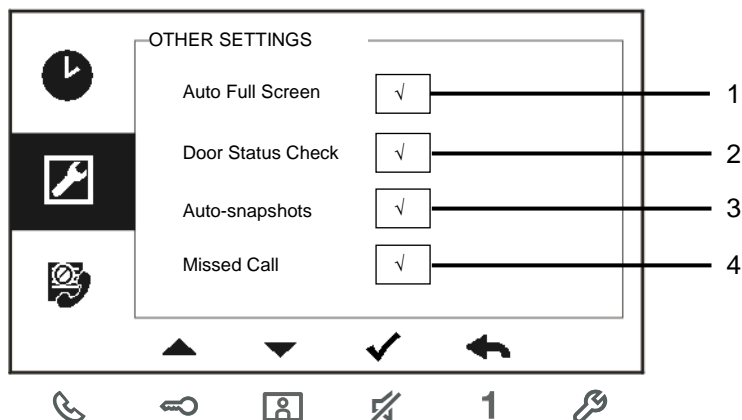 OTHER SETTINGS
Auto Full Screen √ 1
Door Status Check √ 2
Auto-snapshots √ 3
Missed Call √ 4
1